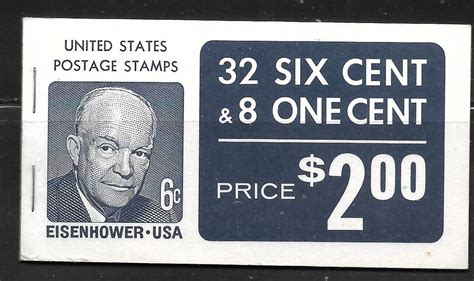 UNITED STATES
POSTAGE STAMPS
6c
EISENHOWER·USA
32 SIX CENT
& 8 ONE CENT
PRICE $2.00